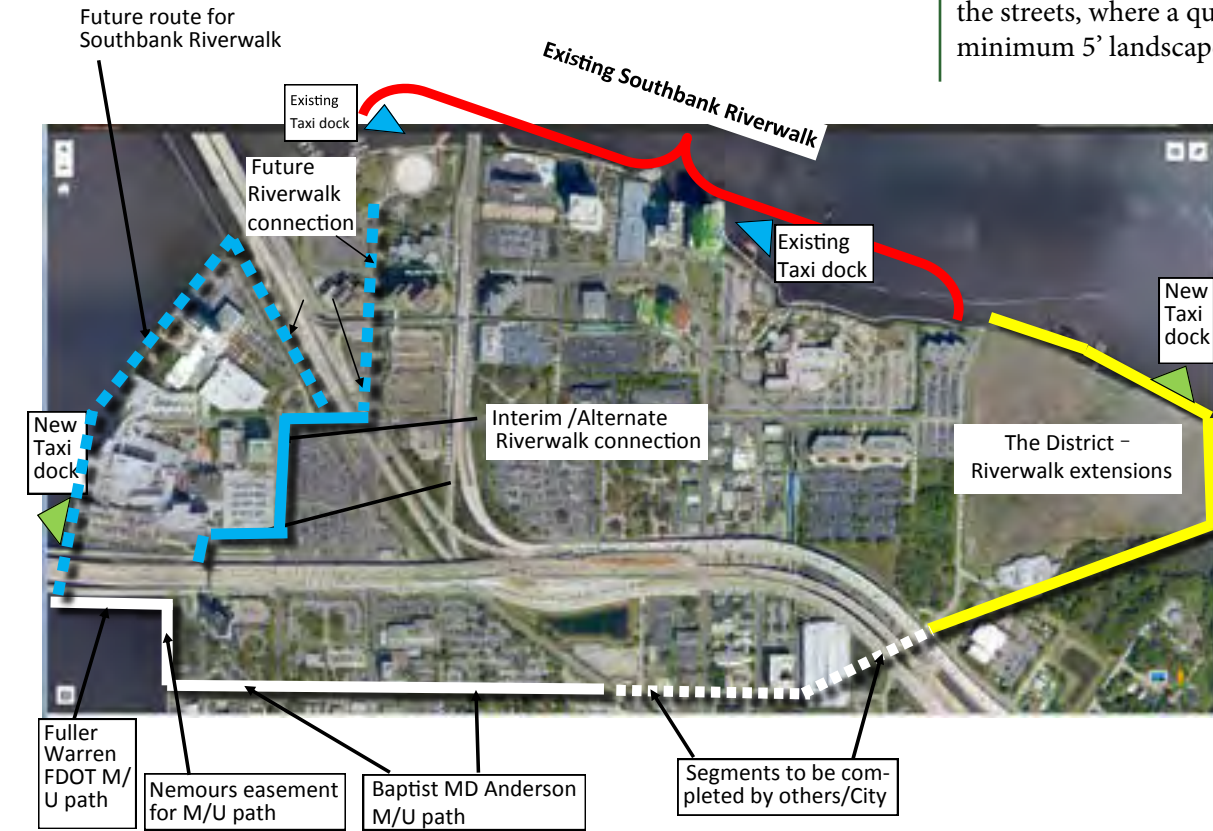 Future route for
Southbank Riverwalk
the streets, where a qu
minimum 5’ landscap
Existing Southbank Riverwalk
Existing
Taxi dock
Future
Riverwalk
connection
Existing
Taxi dock
New
Taxi
dock
New
Taxi
dock
Interim /Alternate
Riverwalk connection
The District –
Riverwalk extensions
Fuller
Warren
FDOT M/
U path
Nemours easement
for M/U path
Baptist MD Anderson
M/U path
Segments to be com-
pleted by others/City